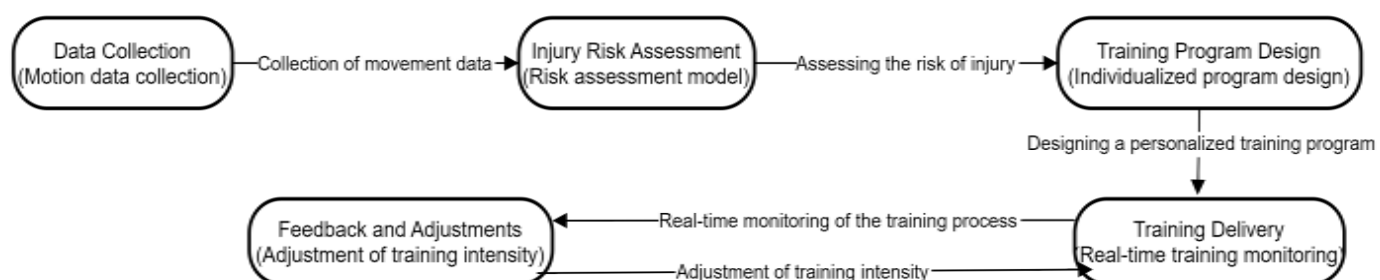 Data Collection
(Motion data collection)
Collection of movement data
Injury Risk Assessment
(Risk assessment model)
Assessing the risk of injury
Training Program Design
(Individualized program design)
Designing a personalized training program
Training Delivery
(Real-time training monitoring)
Real-time monitoring of the training process
Feedback and Adjustments
(Adjustment of training intensity)
Adjustment of training intensity